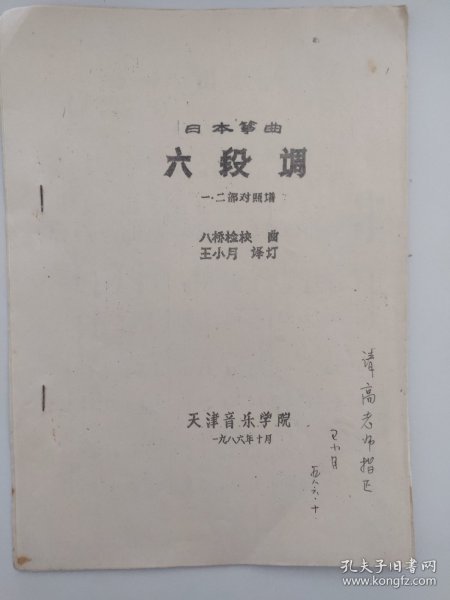 日本筝曲
六段调
一·二部对照谱
八桥检校 曲
王小月 译订
天津音乐学院
一九八六年十月
请高老师指正
王小月
八六.十
孔夫子旧书网
www.kongfz.com